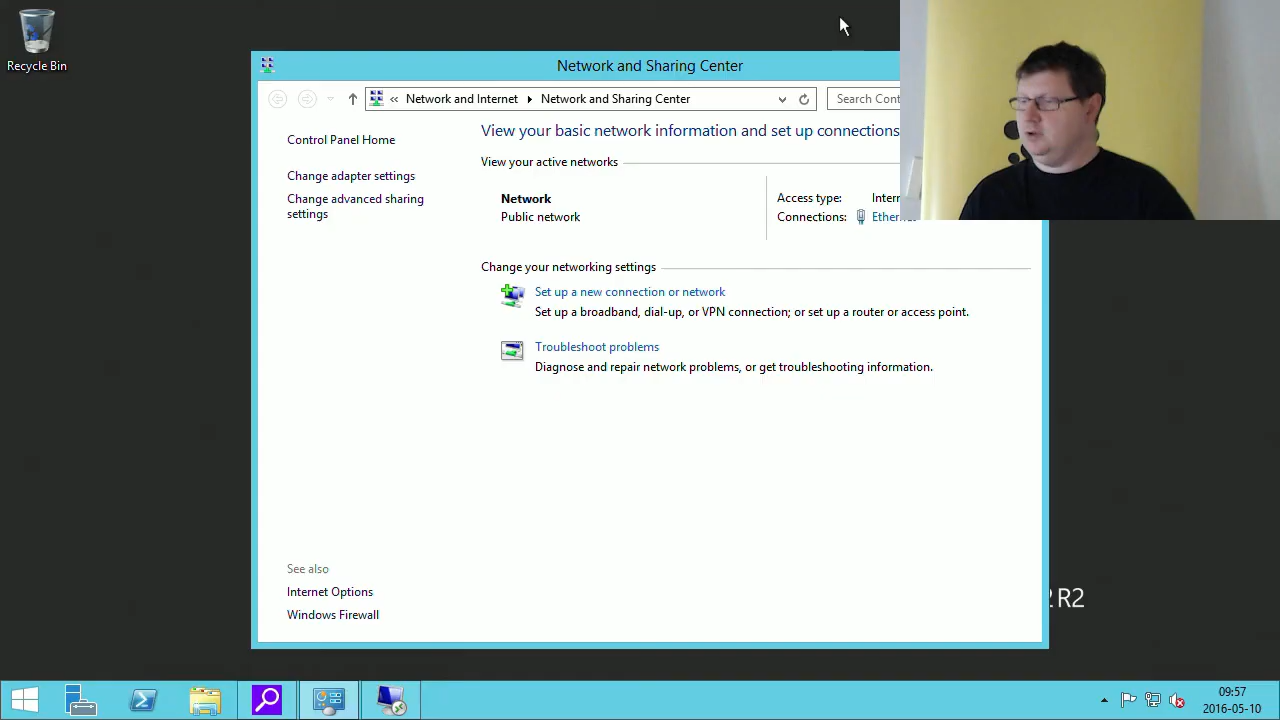 Recycle Bin
Network and Sharing Center
« Network and Internet Network and Sharing Center
Search Cont
Control Panel Home
Change adapter settings
Change advanced sharing
settings
View your basic network information and set up connections
View your active networks
Network
Public network
Access type: Intern
Connections: Ethern
Change your networking settings
Set up a new connection or network
Set up a broadband, dial-up, or VPN connection; or set up a router or access point.
Troubleshoot problems
Diagnose and repair network problems, or get troubleshooting information.
See also
Internet Options
Windows Firewall
R2
09:57
2016-05-10